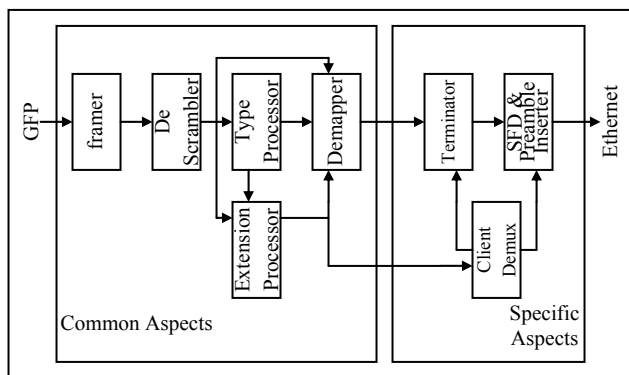 GFP
framer
De
Scrambler
Type
Processor
Demapper
Extension
Processor
Common Aspects
Terminator
SFD &
Preamble
Inserter
Client
Demux
Specific
Aspects
Ethernet